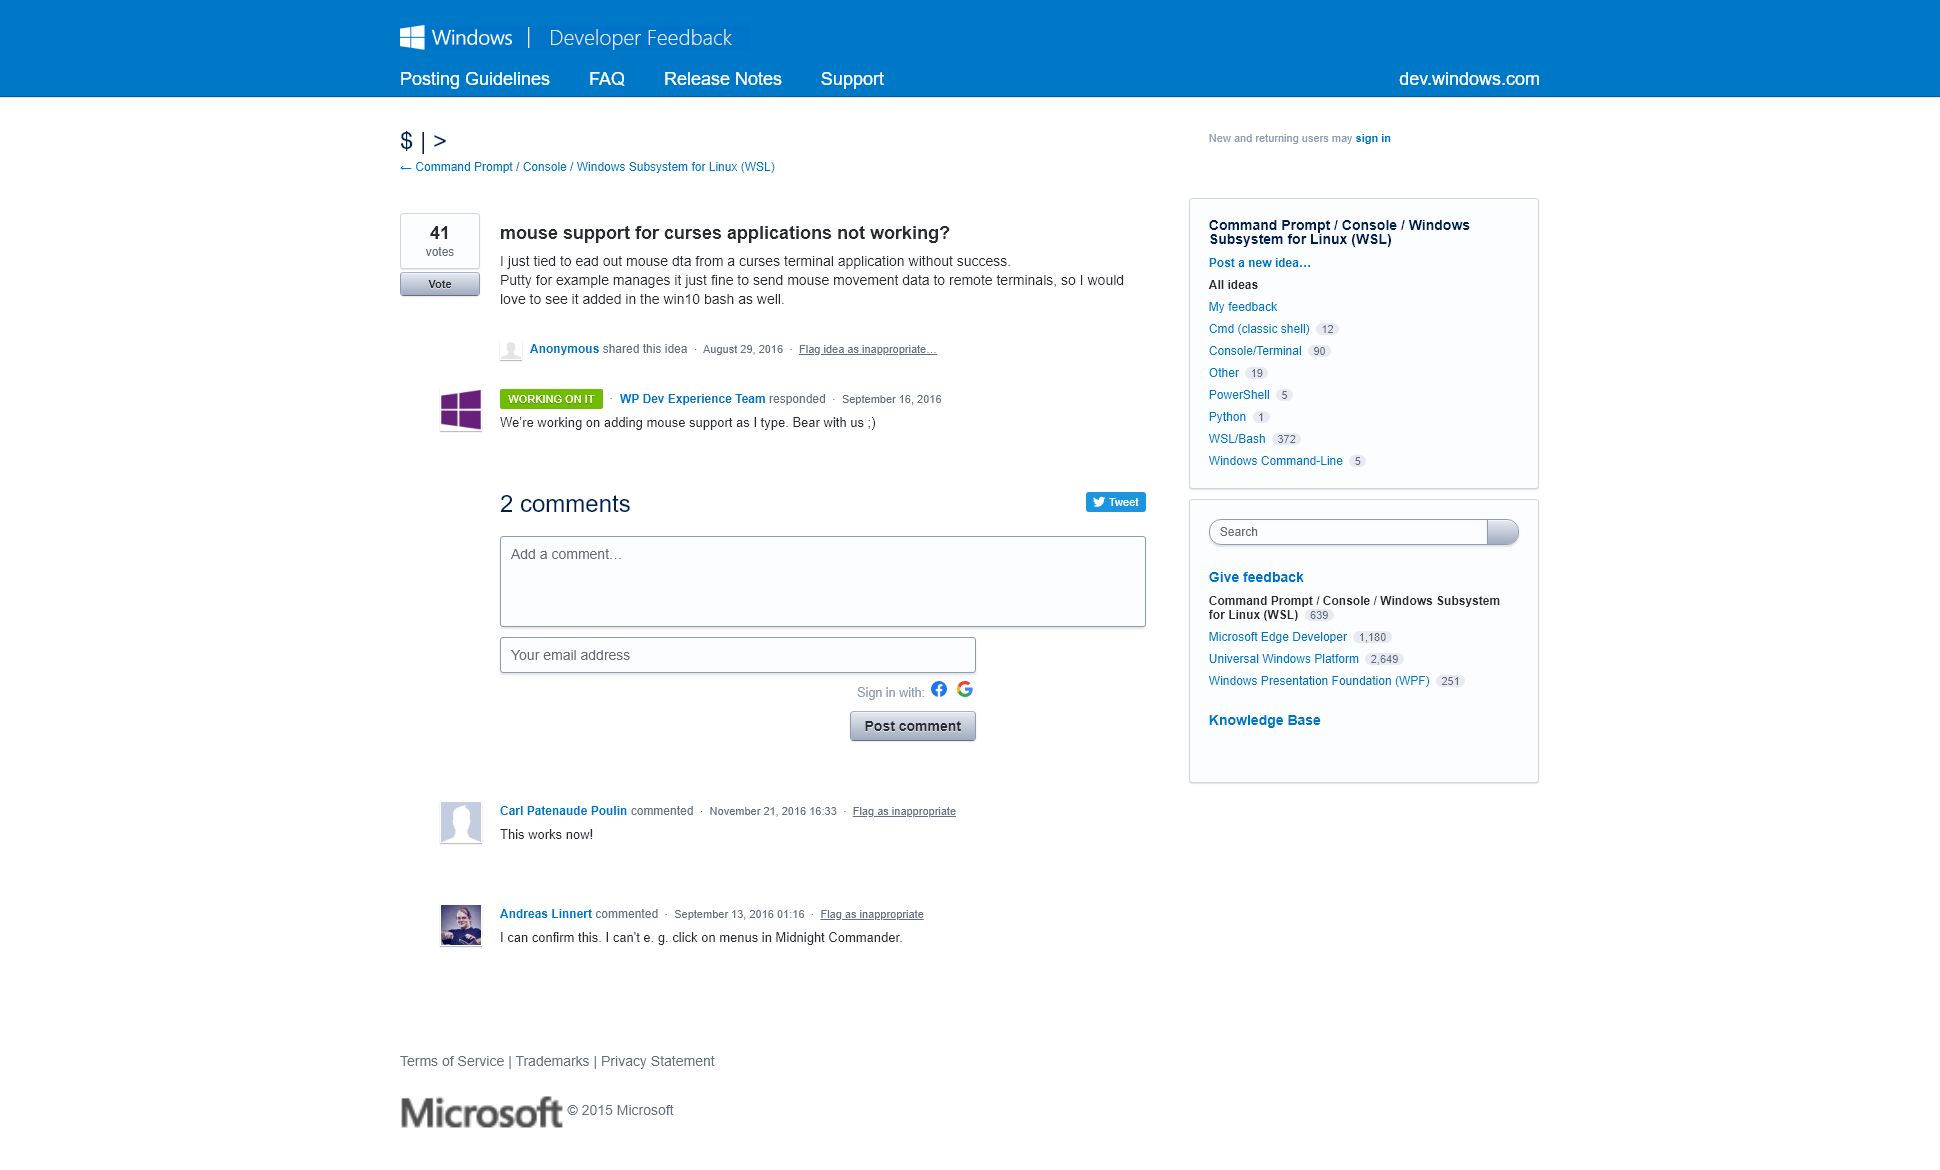 Windows | Developer Feedback
Posting Guidelines FAQ Release Notes Support dev.windows.com
$ | >
← Command Prompt / Console / Windows Subsystem for Linux (WSL)
New and returning users may sign in
41
votes
Vote
mouse support for curses applications not working?
I just tied to ead out mouse dta from a curses terminal application without success.
Putty for example manages it just fine to send mouse movement data to remote terminals, so I would
love to see it added in the win10 bash as well.
Anonymous shared this idea · August 29, 2016 · Flag idea as inappropriate…
WORKING ON IT · WP Dev Experience Team responded · September 16, 2016
We’re working on adding mouse support as I type. Bear with us ;)
2 comments
Tweet
Add a comment…
Your email address
Sign in with:
Post comment
Carl Patenaude Poulin commented · November 21, 2016 16:33 · Flag as inappropriate
This works now!
Andreas Linnert commented · September 13, 2016 01:16 · Flag as inappropriate
I can confirm this. I can't e. g. click on menus in Midnight Commander.
Command Prompt / Console / Windows
Subsystem for Linux (WSL)
Post a new idea…
All ideas
My feedback
Cmd (classic shell) 12
Console/Terminal 90
Other 19
PowerShell 5
Python 1
WSL/Bash 372
Windows Command-Line 5
Search
Give feedback
Command Prompt / Console / Windows Subsystem
for Linux (WSL) 639
Microsoft Edge Developer 1,180
Universal Windows Platform 2,649
Windows Presentation Foundation (WPF) 251
Knowledge Base
Terms of Service | Trademarks | Privacy Statement
Microsoft © 2015 Microsoft